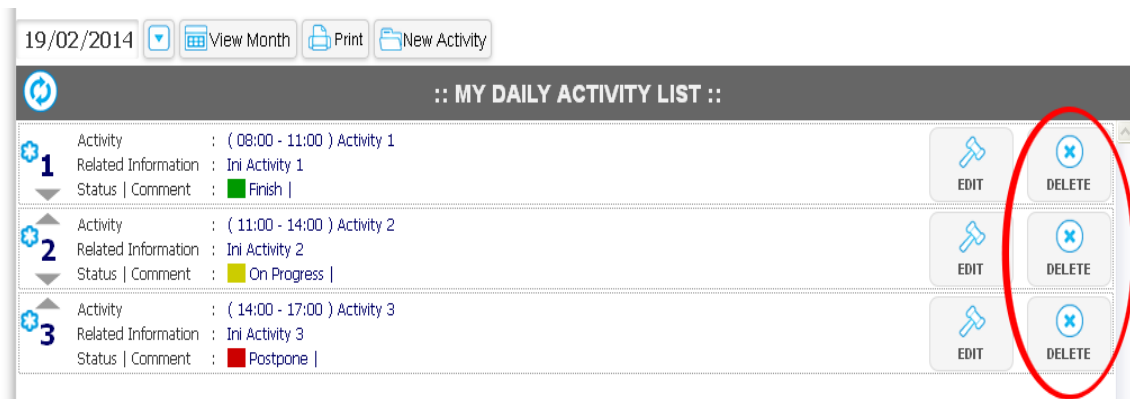 19/02/2014 View Month Print New Activity
:: MY DAILY ACTIVITY LIST ::
1
Activity : ( 08:00 - 11:00 ) Activity 1
Related Information : Ini Activity 1
Status | Comment : Finish |
EDIT DELETE
2
Activity : ( 11:00 - 14:00 ) Activity 2
Related Information : Ini Activity 2
Status | Comment : On Progress |
EDIT DELETE
3
Activity : ( 14:00 - 17:00 ) Activity 3
Related Information : Ini Activity 3
Status | Comment : Postpone |
EDIT DELETE